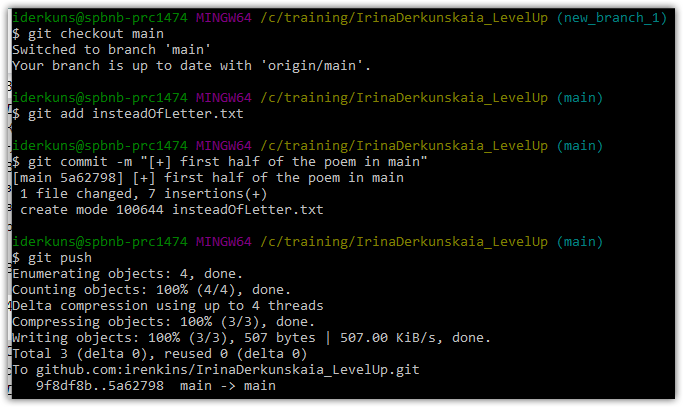 iderkuns@spbnb-prc1474 MINGW64 /c/training/IrinaDerkunskaia_LevelUp (new_branch_1)
$ git checkout main
Switched to branch 'main'
Your branch is up to date with 'origin/main'.
iderkuns@spbnb-prc1474 MINGW64 /c/training/IrinaDerkunskaia_LevelUp (main)
$ git add insteadOfLetter.txt
iderkuns@spbnb-prc1474 MINGW64 /c/training/IrinaDerkunskaia_LevelUp (main)
$ git commit -m "[+] first half of the poem in main"
[main 5a62798] [+] first half of the poem in main
1 file changed, 7 insertions(+)
create mode 100644 insteadOfLetter.txt
iderkuns@spbnb-prc1474 MINGW64 /c/training/IrinaDerkunskaia_LevelUp (main)
$ git push
Enumerating objects: 4, done.
Counting objects: 100% (4/4), done.
Delta compression using up to 4 threads
Compressing objects: 100% (3/3), done.
Writing objects: 100% (3/3), 507 bytes | 507.00 KiB/s, done.
Total 3 (delta 0), reused 0 (delta 0)
To github.com:irenkins/IrinaDerkunskaia_LevelUp.git
9f8df8b..5a62798  main -> main